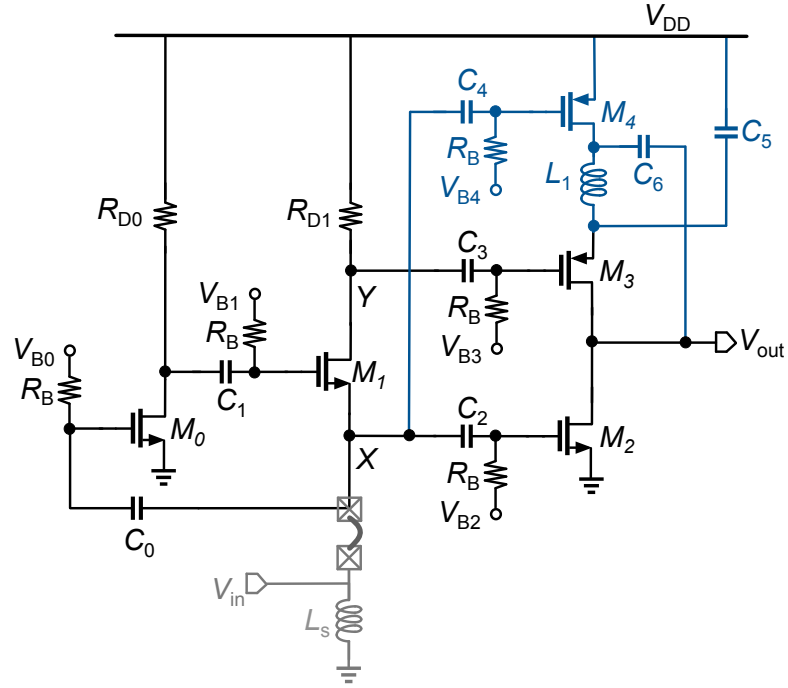 VDD
C4
M4
C5
RB
L1
C6
VB4
RD0
RD1
C3
M3
VB1
Y
RB
RB
VB0
VB3
Vout
RB
M1
C1
C2
M2
M0
X
RB
VB2
C0
Vin
Ls